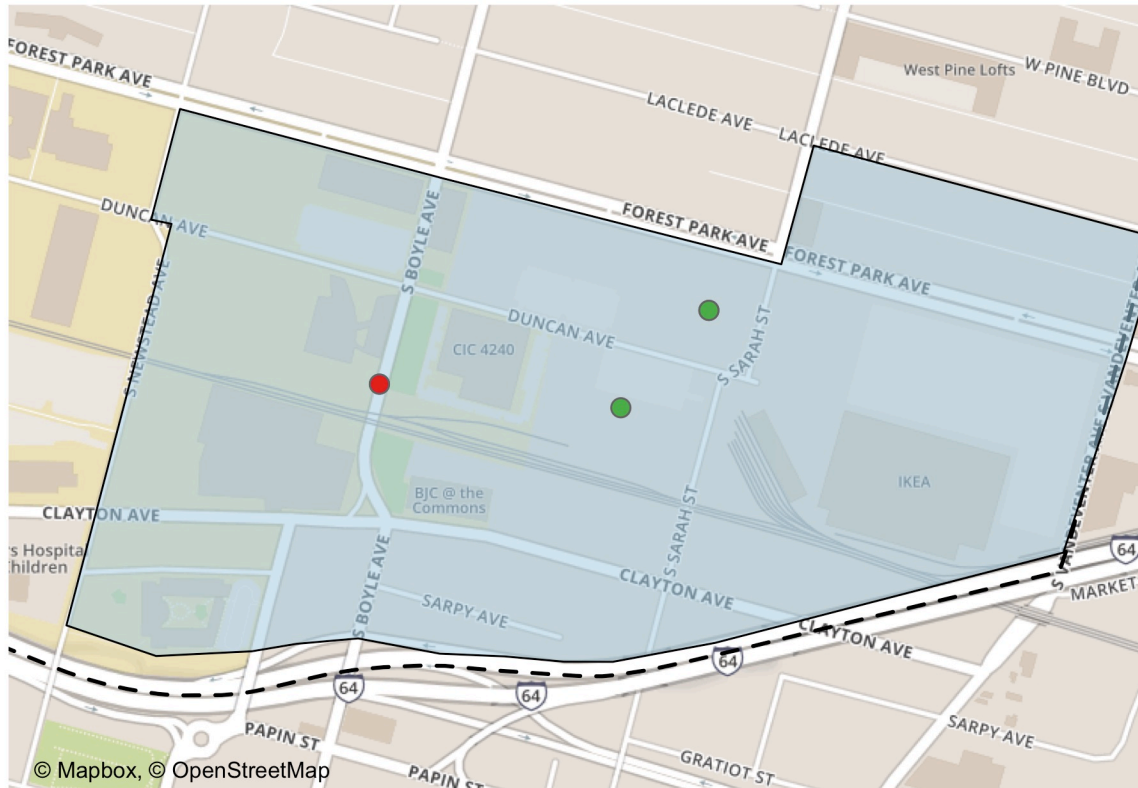 FOREST PARK AVE
West Pine Lofts
W PINE BLVD
LACLEDE AVE
LACLEDE AVE
DUNCAN AVE
S BOYLE AVE
FOREST PARK AVE
FOREST PARK AVE
S NEWSTEAD AVE
DUNCAN AVE
CIC 4240
S SARAH ST
S VANDEVENTER AVE
IKEA
BJC @ the
Commons
CLAYTON AVE
S SARAH ST
Children
CLAYTON AVE
SARPY AVE
S BOYLE AVE
64
MARKET
CLAYTON AVE
64
64
64
PAPIN ST
SARPY AVE
GRATIOT ST
PAPIN ST
© Mapbox, © OpenStreetMap